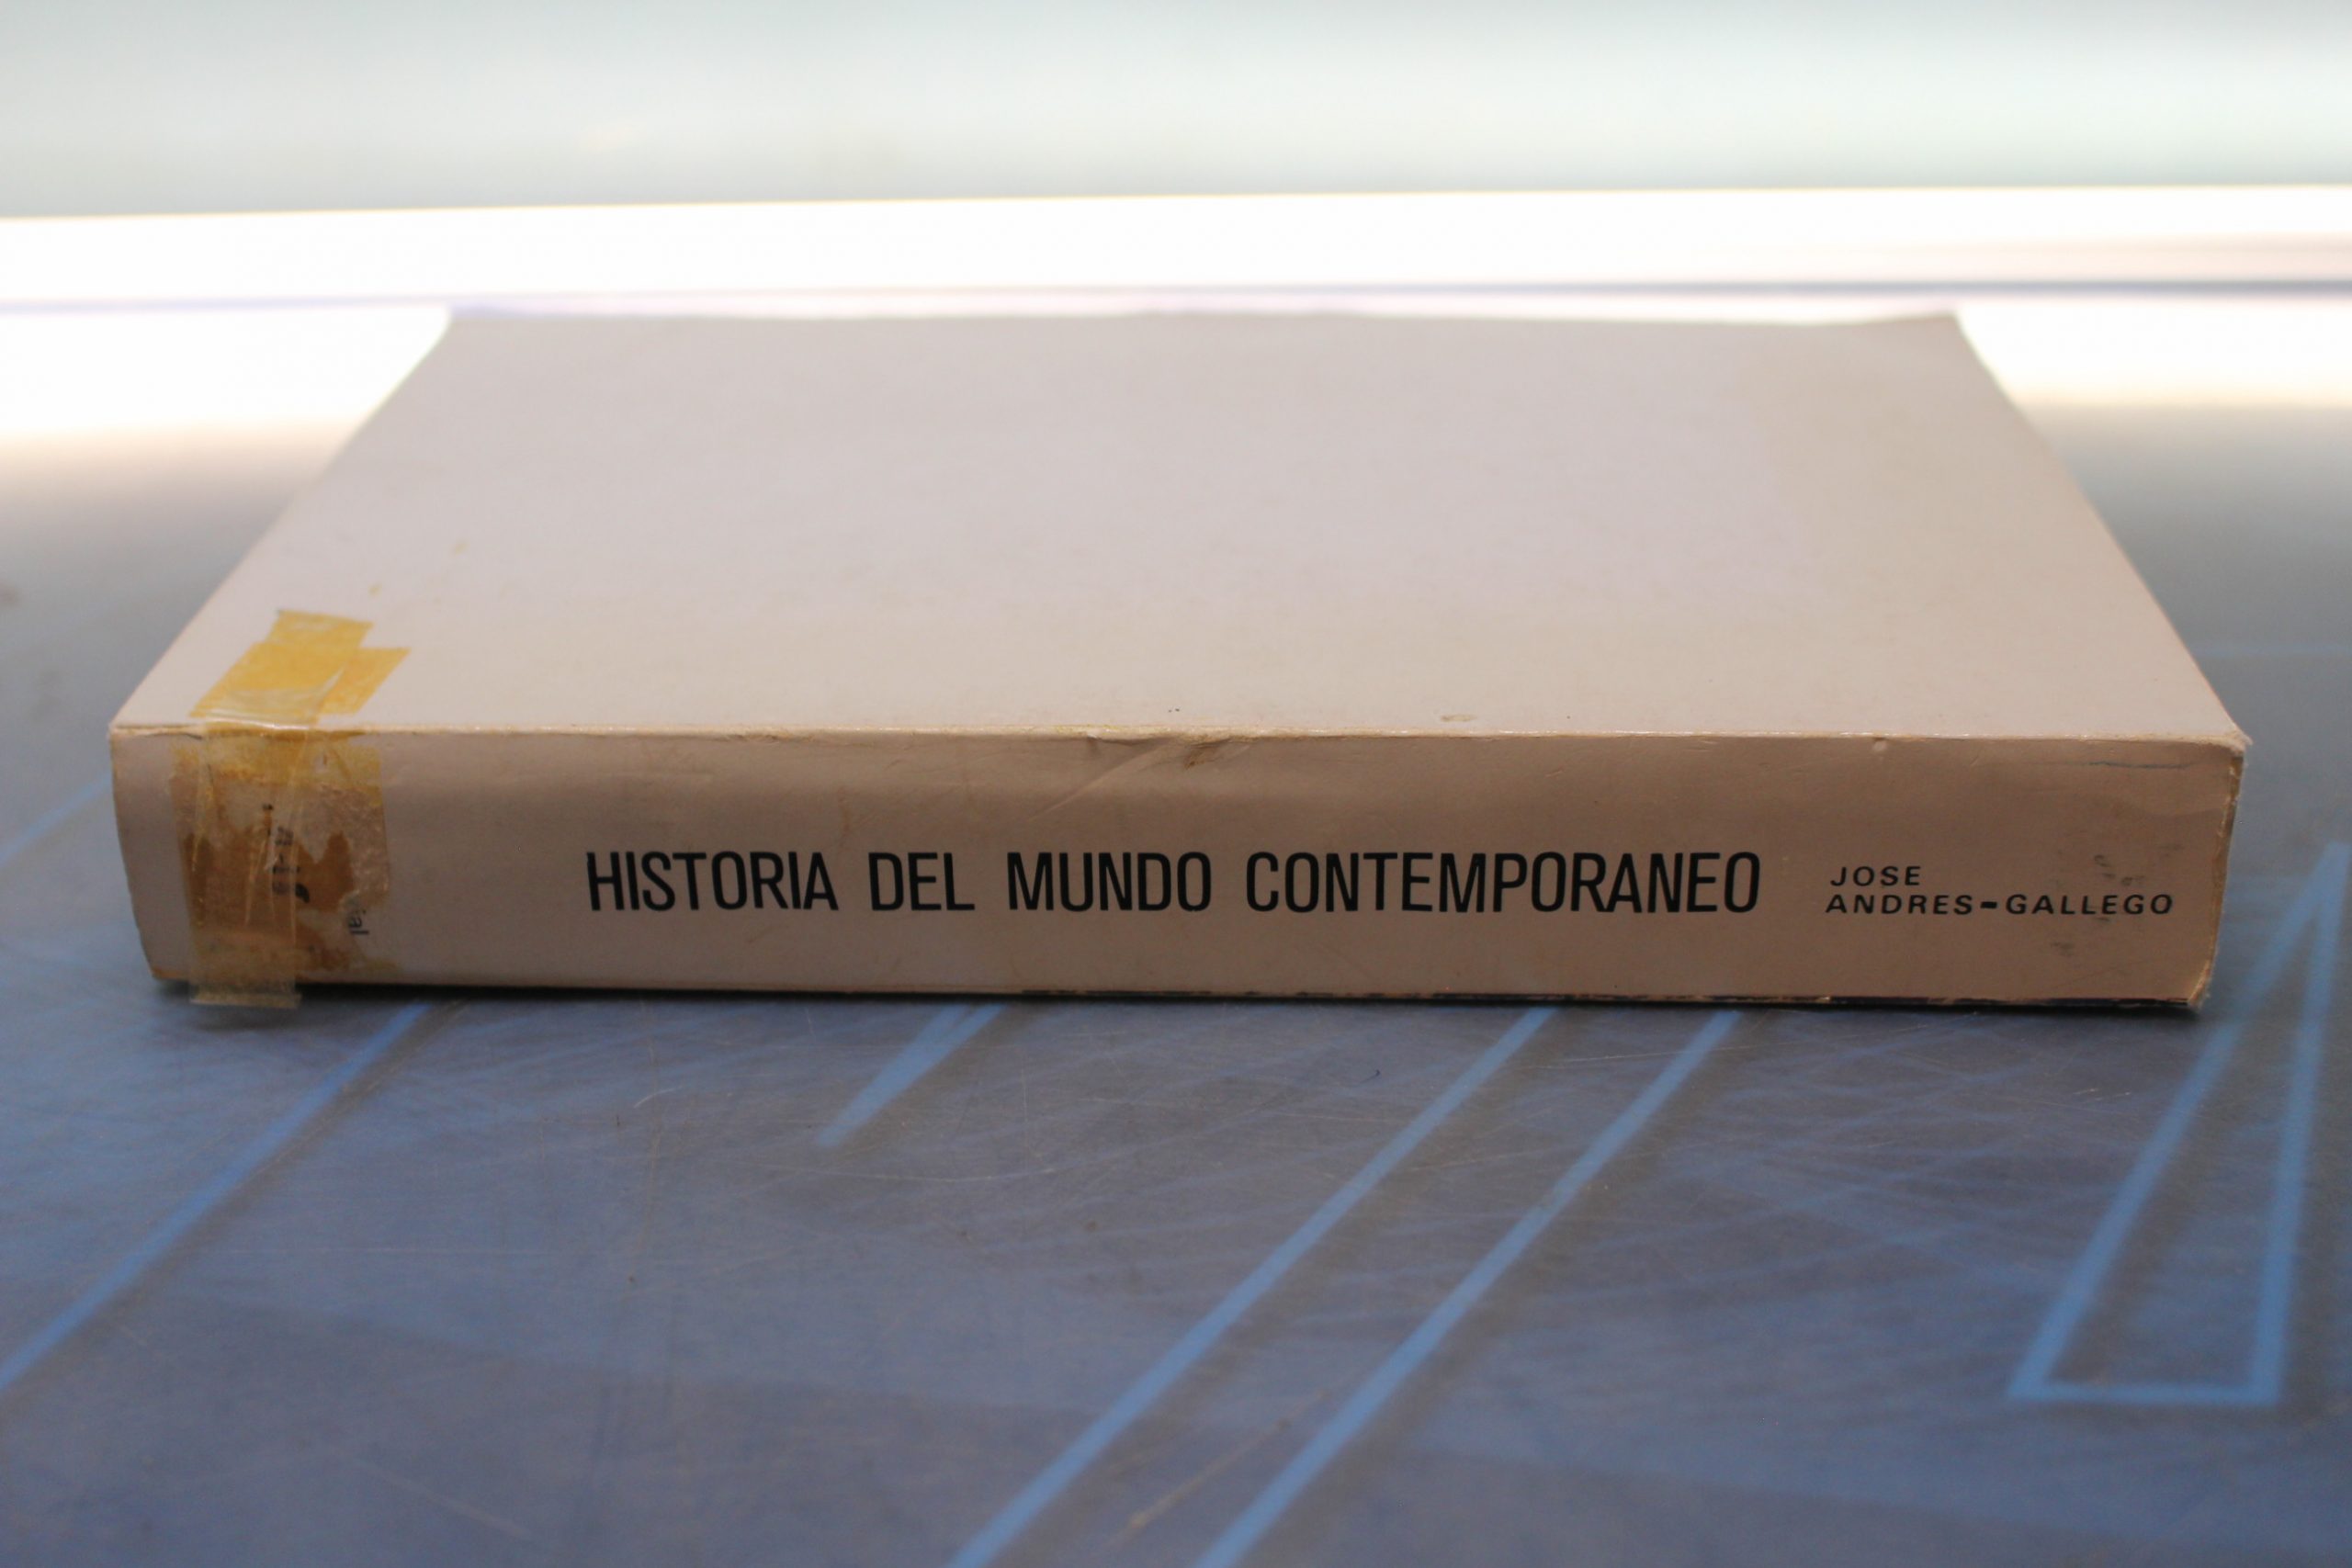 HISTORIA DEL MUNDO CONTEMPORANEO
JOSE
ANDRES-GALLEGO